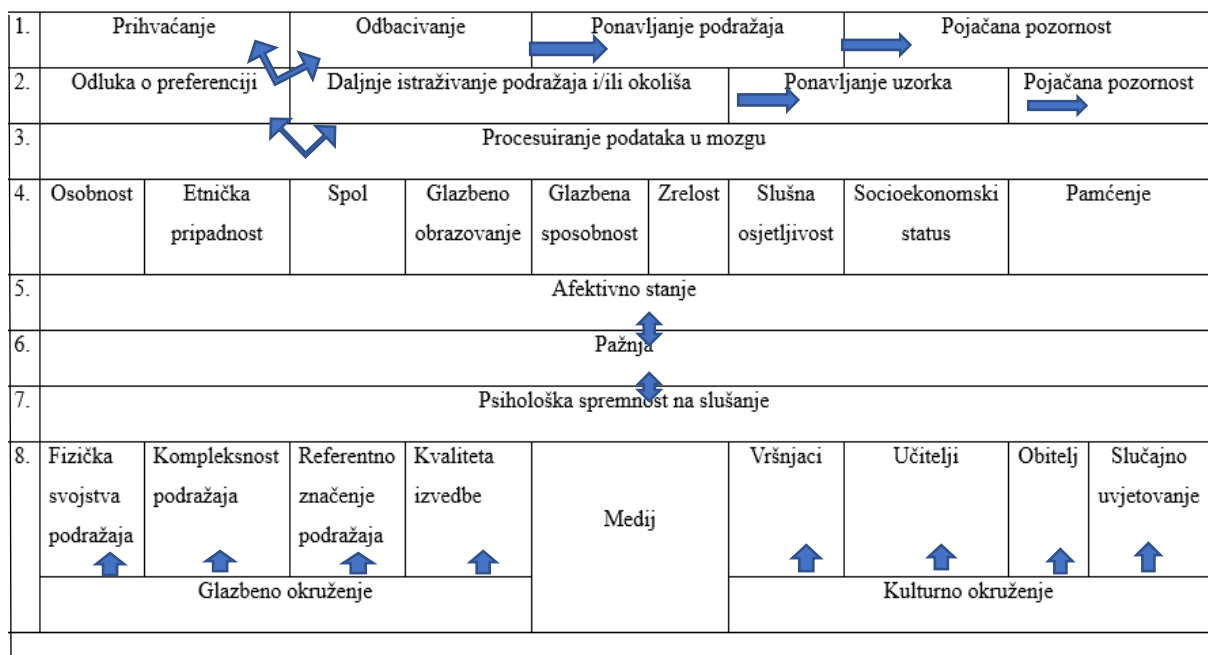 1. Prihvaćanje Odbacivanje Ponavljanje podražaja Pojačana pozornost
2. Odluka o preferenciji Daljnje istraživanje podražaja i/ili okoliša Ponavljanje uzorka Pojačana pozornost
3. Procesuiranje podataka u mozgu
4. Osobnost Etnička Spol Glazbeno Glazbena Zrelost Slušna Socioekonomski Pamćenje
pripadnost obrazovanje sposobnost osjetljivost status
5. Afektivno stanje
6. Pažnja
7. Psihološka spremnost na slušanje
8. Fizička Kompleksnost Referentno Kvaliteta Vršnjaci Učitelji Obitelj Slučajno
svojstva podražaja značenje izvedbe uvjetovanje
Medij
podražaja podražaja
Glazbeno okruženje Kulturno okruženje